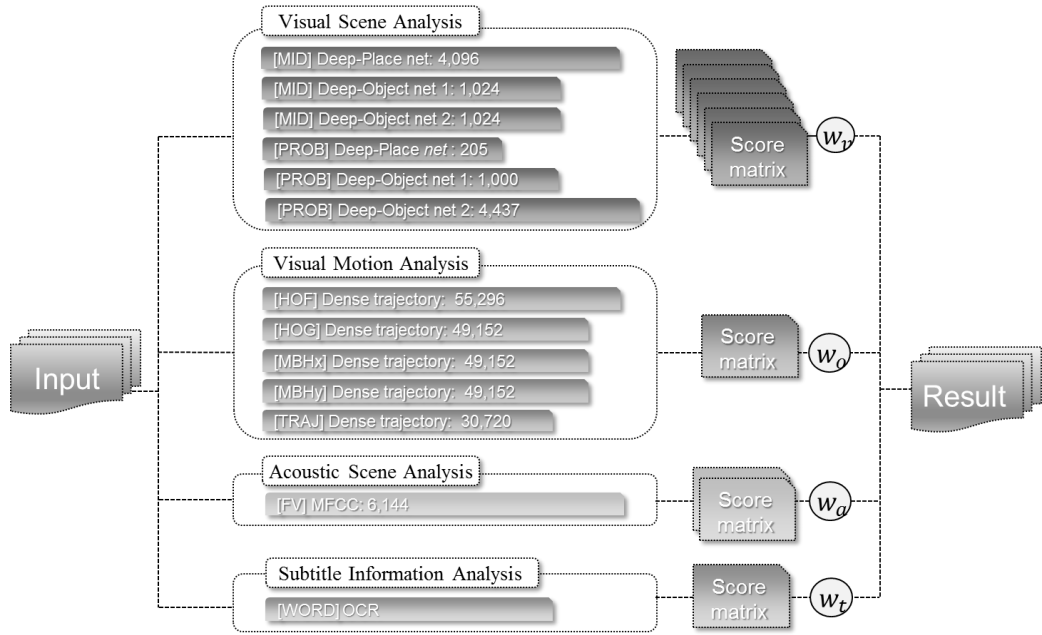 Visual Scene Analysis
[MID] Deep-Place net: 4,096
[MID] Deep-Object net 1: 1,024
[MID] Deep-Object net 2: 1,024
[PROB] Deep-Place net : 205
[PROB] Deep-Object net 1: 1,000
[PROB] Deep-Object net 2: 4,437
Score
matrix
wv
Visual Motion Analysis
[HOF] Dense trajectory: 55,296
[HOG] Dense trajectory: 49,152
[MBHx] Dense trajectory: 49,152
[MBHy] Dense trajectory: 49,152
[TRAJ] Dense trajectory: 30,720
Score
matrix
wo
Input
Result
Acoustic Scene Analysis
[FV] MFCC: 6,144
Score
matrix
wa
Subtitle Information Analysis
[WORD] OCR
Score
matrix
wt